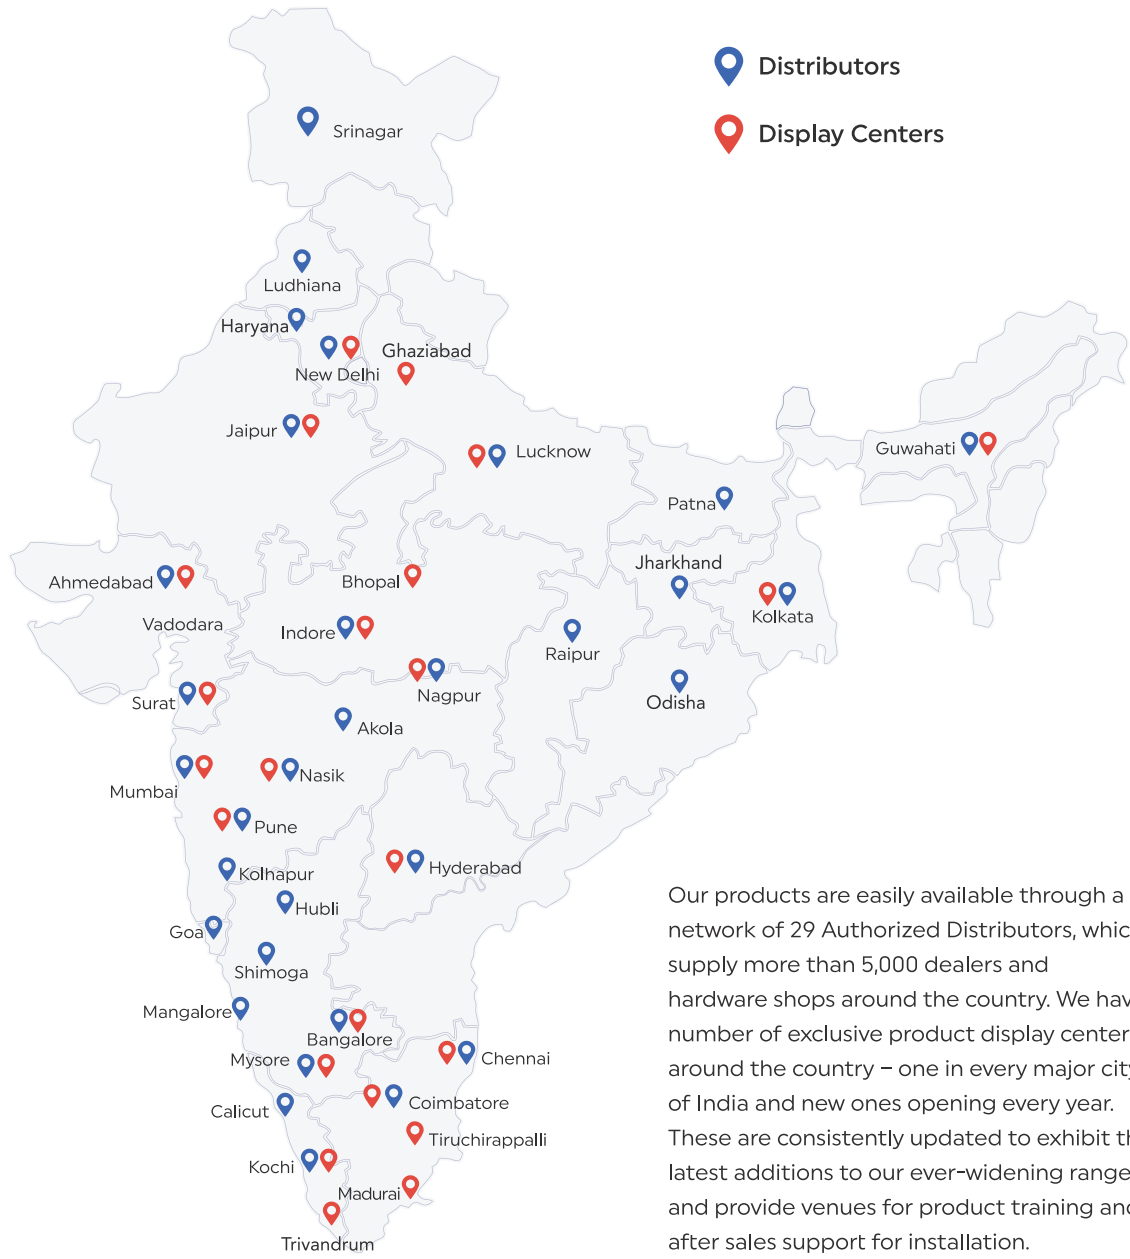 Distributors
Display Centers
Srinagar
Ludhiana
Haryana
New Delhi
Ghaziabad
Jaipur
Lucknow
Guwahati
Patna
Ahmedabad
Bhopal
Jharkhand
Kolkata
Vadodara
Indore
Raipur
Nagpur
Odisha
Surat
Akola
Mumbai
Nasik
Pune
Kolhapur
Hyderabad
Hubli
Goa
Shimoga
Mangalore
Bangalore
Mysore
Chennai
Calicut
Coimbatore
Tiruchirappalli
Kochi
Madurai
Trivandrum
Our products are easily available through a
network of 29 Authorized Distributors, whic
supply more than 5,000 dealers and
hardware shops around the country. We hav
number of exclusive product display center
around the country – one in every major city
of India and new ones opening every year.
These are consistently updated to exhibit th
latest additions to our ever-widening range
and provide venues for product training and
after sales support for installation.